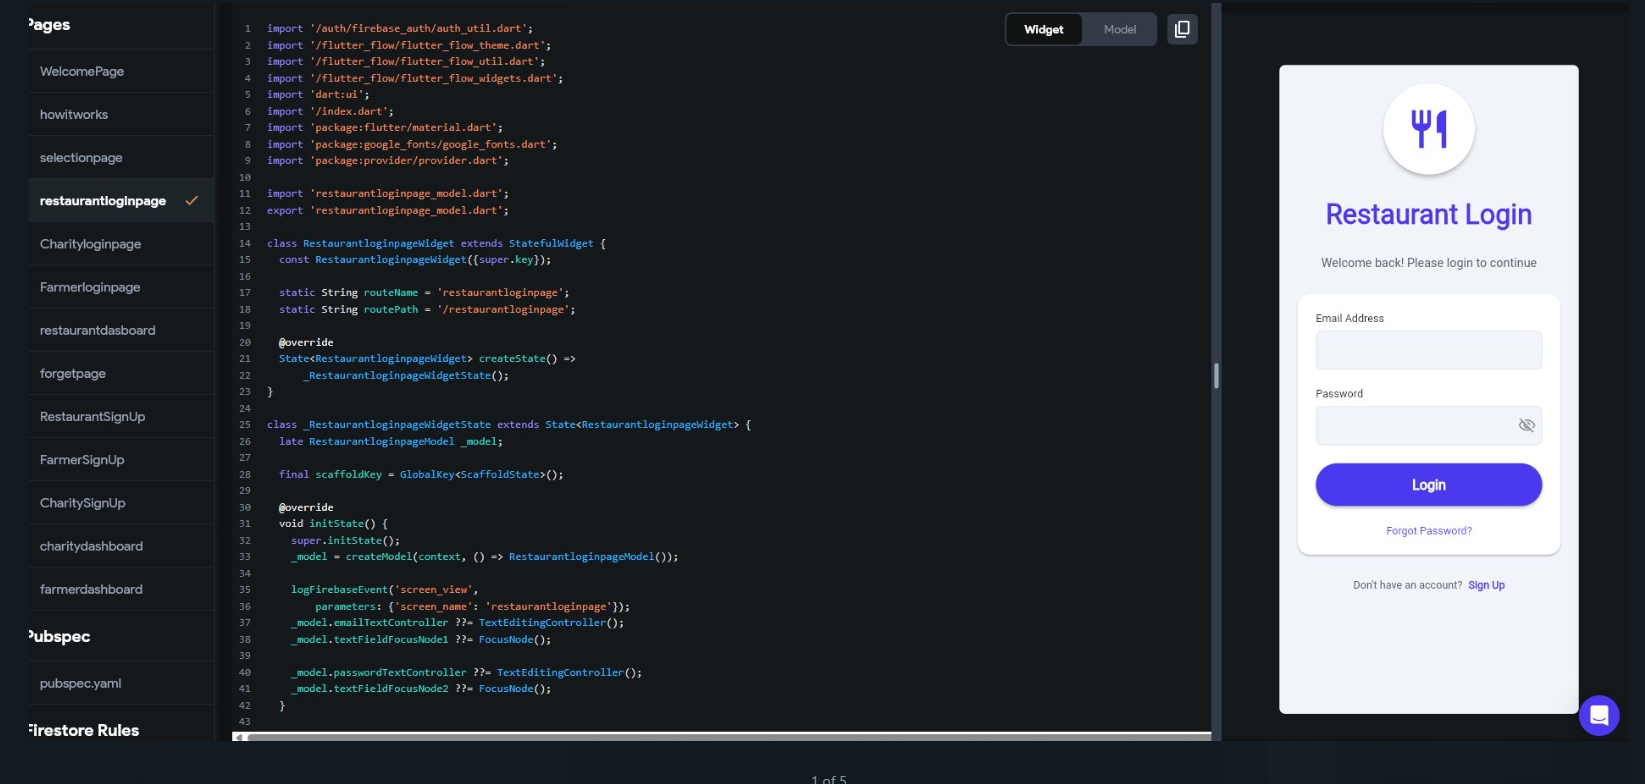 Pages
WelcomePage
howitworks
selectionpage
restaurantloginpage
Charityloginpage
Farmerloginpage
restaurantdasboard
forgetpage
RestaurantSignUp
FarmerSignUp
CharitySignUp
charitydashboard
farmerdashboard
Pubspec
pubspec.yaml
Firestore Rules
Widget Model
1 import '/auth/firebase_auth/auth_util.dart';
2 import '/flutter_flow/flutter_flow_theme.dart';
3 import '/flutter_flow/flutter_flow_util.dart';
4 import '/flutter_flow/flutter_flow_widgets.dart';
5 import 'dart:ui';
6 import '/index.dart';
7 import 'package:flutter/material.dart';
8 import 'package:google_fonts/google_fonts.dart';
9 import 'package:provider/provider.dart';
10
11 import 'restaurantloginpage_model.dart';
12 export 'restaurantloginpage_model.dart';
13
14 class RestaurantloginpageWidget extends StatefulWidget {
15 const RestaurantloginpageWidget({super.key});
16
17 static String routeName = 'restaurantloginpage';
18 static String routePath = '/restaurantloginpage';
19
20 @override
21 State<RestaurantloginpageWidget> createState() =>
22 _RestaurantloginpageWidgetState();
23 }
24
25 class _RestaurantloginpageWidgetState extends State<RestaurantloginpageWidget> {
26 late RestaurantloginpageModel _model;
27
28 final scaffoldKey = GlobalKey<ScaffoldState>();
29
30 @override
31 void initState() {
32 super.initState();
33 _model = createModel(context, () => RestaurantloginpageModel());
34
35 logFirebaseEvent('screen_view',
36 parameters: {'screen_name': 'restaurantloginpage'});
37 _model.emailTextController ??= TextEditingController();
38 _model.textFieldFocusNode1 ??= FocusNode();
39
40 _model.passwordTextController ??= TextEditingController();
41 _model.textFieldFocusNode2 ??= FocusNode();
42 }
43
Restaurant Login
Welcome back! Please login to continue
Email Address
Password
Login
Forgot Password?
Don't have an account? Sign Up
1 of 5